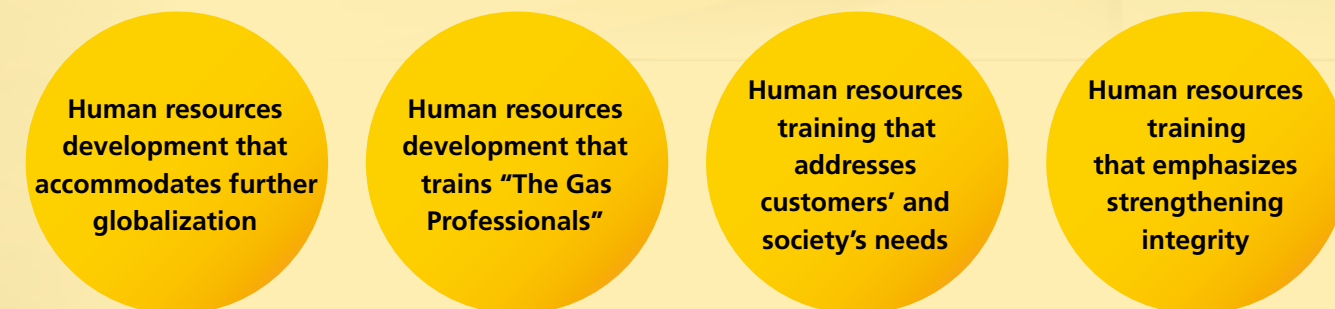 Human resources
development that
accommodates further
globalization
Human resources
development that
trains “The Gas
Professionals”
Human resources
training that
addresses
customers’ and
society’s needs
Human resources
training
that emphasizes
strengthening
integrity